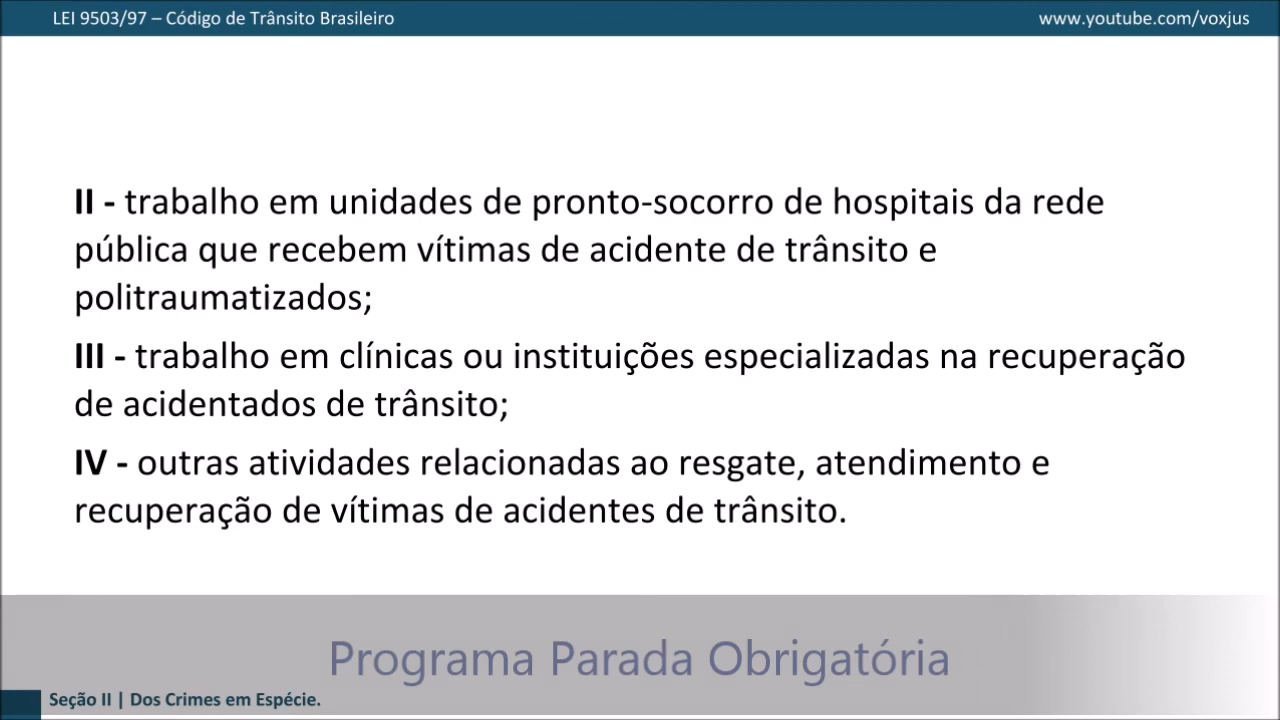 LEI 9503/97 – Código de Trânsito Brasileiro
www.youtube.com/voxjus
II - trabalho em unidades de pronto-socorro de hospitais da rede
pública que recebem vítimas de acidente de trânsito e
politraumatizados;
III - trabalho em clínicas ou instituições especializadas na recuperação
de acidentados de trânsito;
IV - outras atividades relacionadas ao resgate, atendimento e
recuperação de vítimas de acidentes de trânsito.
Programa Parada Obrigatória
Seção II | Dos Crimes em Espécie.